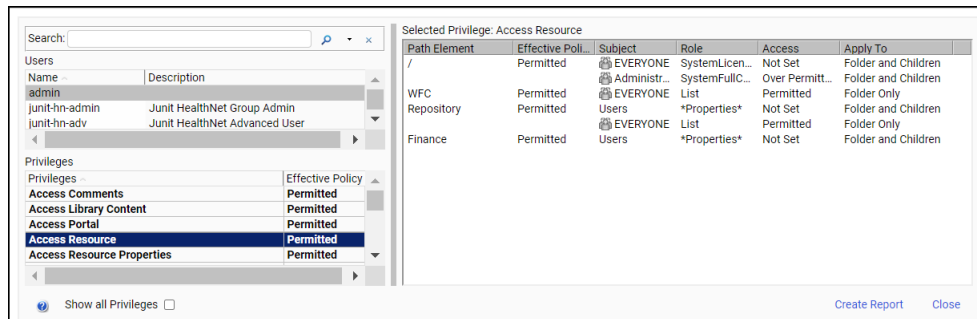 Search:
Users
Name Description
admin
junit-hn-admin Junit HealthNet Group Admin
junit-hn-adv Junit HealthNet Advanced User
Privileges
Privileges Effective Policy
Access Comments Permitted
Access Library Content Permitted
Access Portal Permitted
Access Resource Permitted
Access Resource Properties Permitted
Show all Privileges
Selected Privilege: Access Resource
Path Element Effective Poli... Subject Role Access Apply To
/ Permitted EVERYONE SystemLicen... Not Set Folder and Children
Administr... SystemFullC... Over Permitt... Folder and Children
WFC Permitted EVERYONE List Permitted Folder Only
Repository Permitted Users *Properties* Not Set Folder and Children
EVERYONE List Permitted Folder Only
Finance Permitted Users *Properties* Not Set Folder and Children
Create Report Close